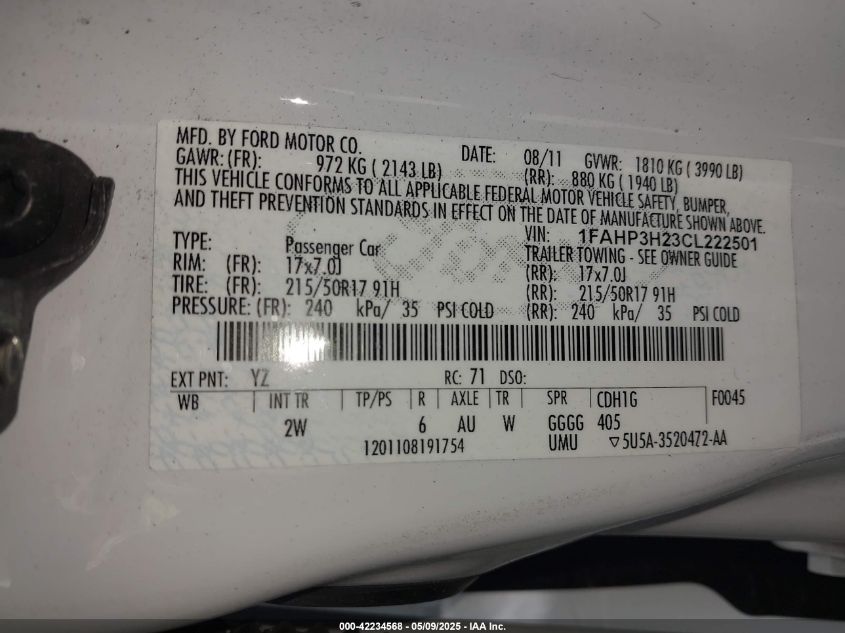 MFD. BY FORD MOTOR CO. DATE: 08/11 GVWR: 1810 KG ( 3990 LB)
GAWR: (FR): 972 KG ( 2143 LB) (RR): 880 KG ( 1940 LB)
THIS VEHICLE CONFORMS TO ALL APPLICABLE FEDERAL MOTOR VEHICLE SAFETY, BUMPER,
AND THEFT PREVENTION STANDARDS IN EFFECT ON THE DATE OF MANUFACTURE SHOWN ABOVE.
VIN: 1FAHP3H23CL222501
TYPE: Passenger Car TRAILER TOWING - SEE OWNER GUIDE
RIM: (FR): 17x7.0J (RR): 17x7.0J
TIRE: (FR): 215/50R17 91H (RR): 215/50R17 91H
PRESSURE: (FR): 240 kPa/ 35 PSI COLD (RR): 240 kPa/ 35 PSI COLD
EXT PNT: YZ RC: 71 DSO:
WB INT TR TP/PS R AXLE TR SPR CDH1G F0045
2W 6 AU W GGGG 405
1201108191754 UMU ▽5U5A-3520472-AA
000-42234568 — 05/09/2025 - IAA Inc.